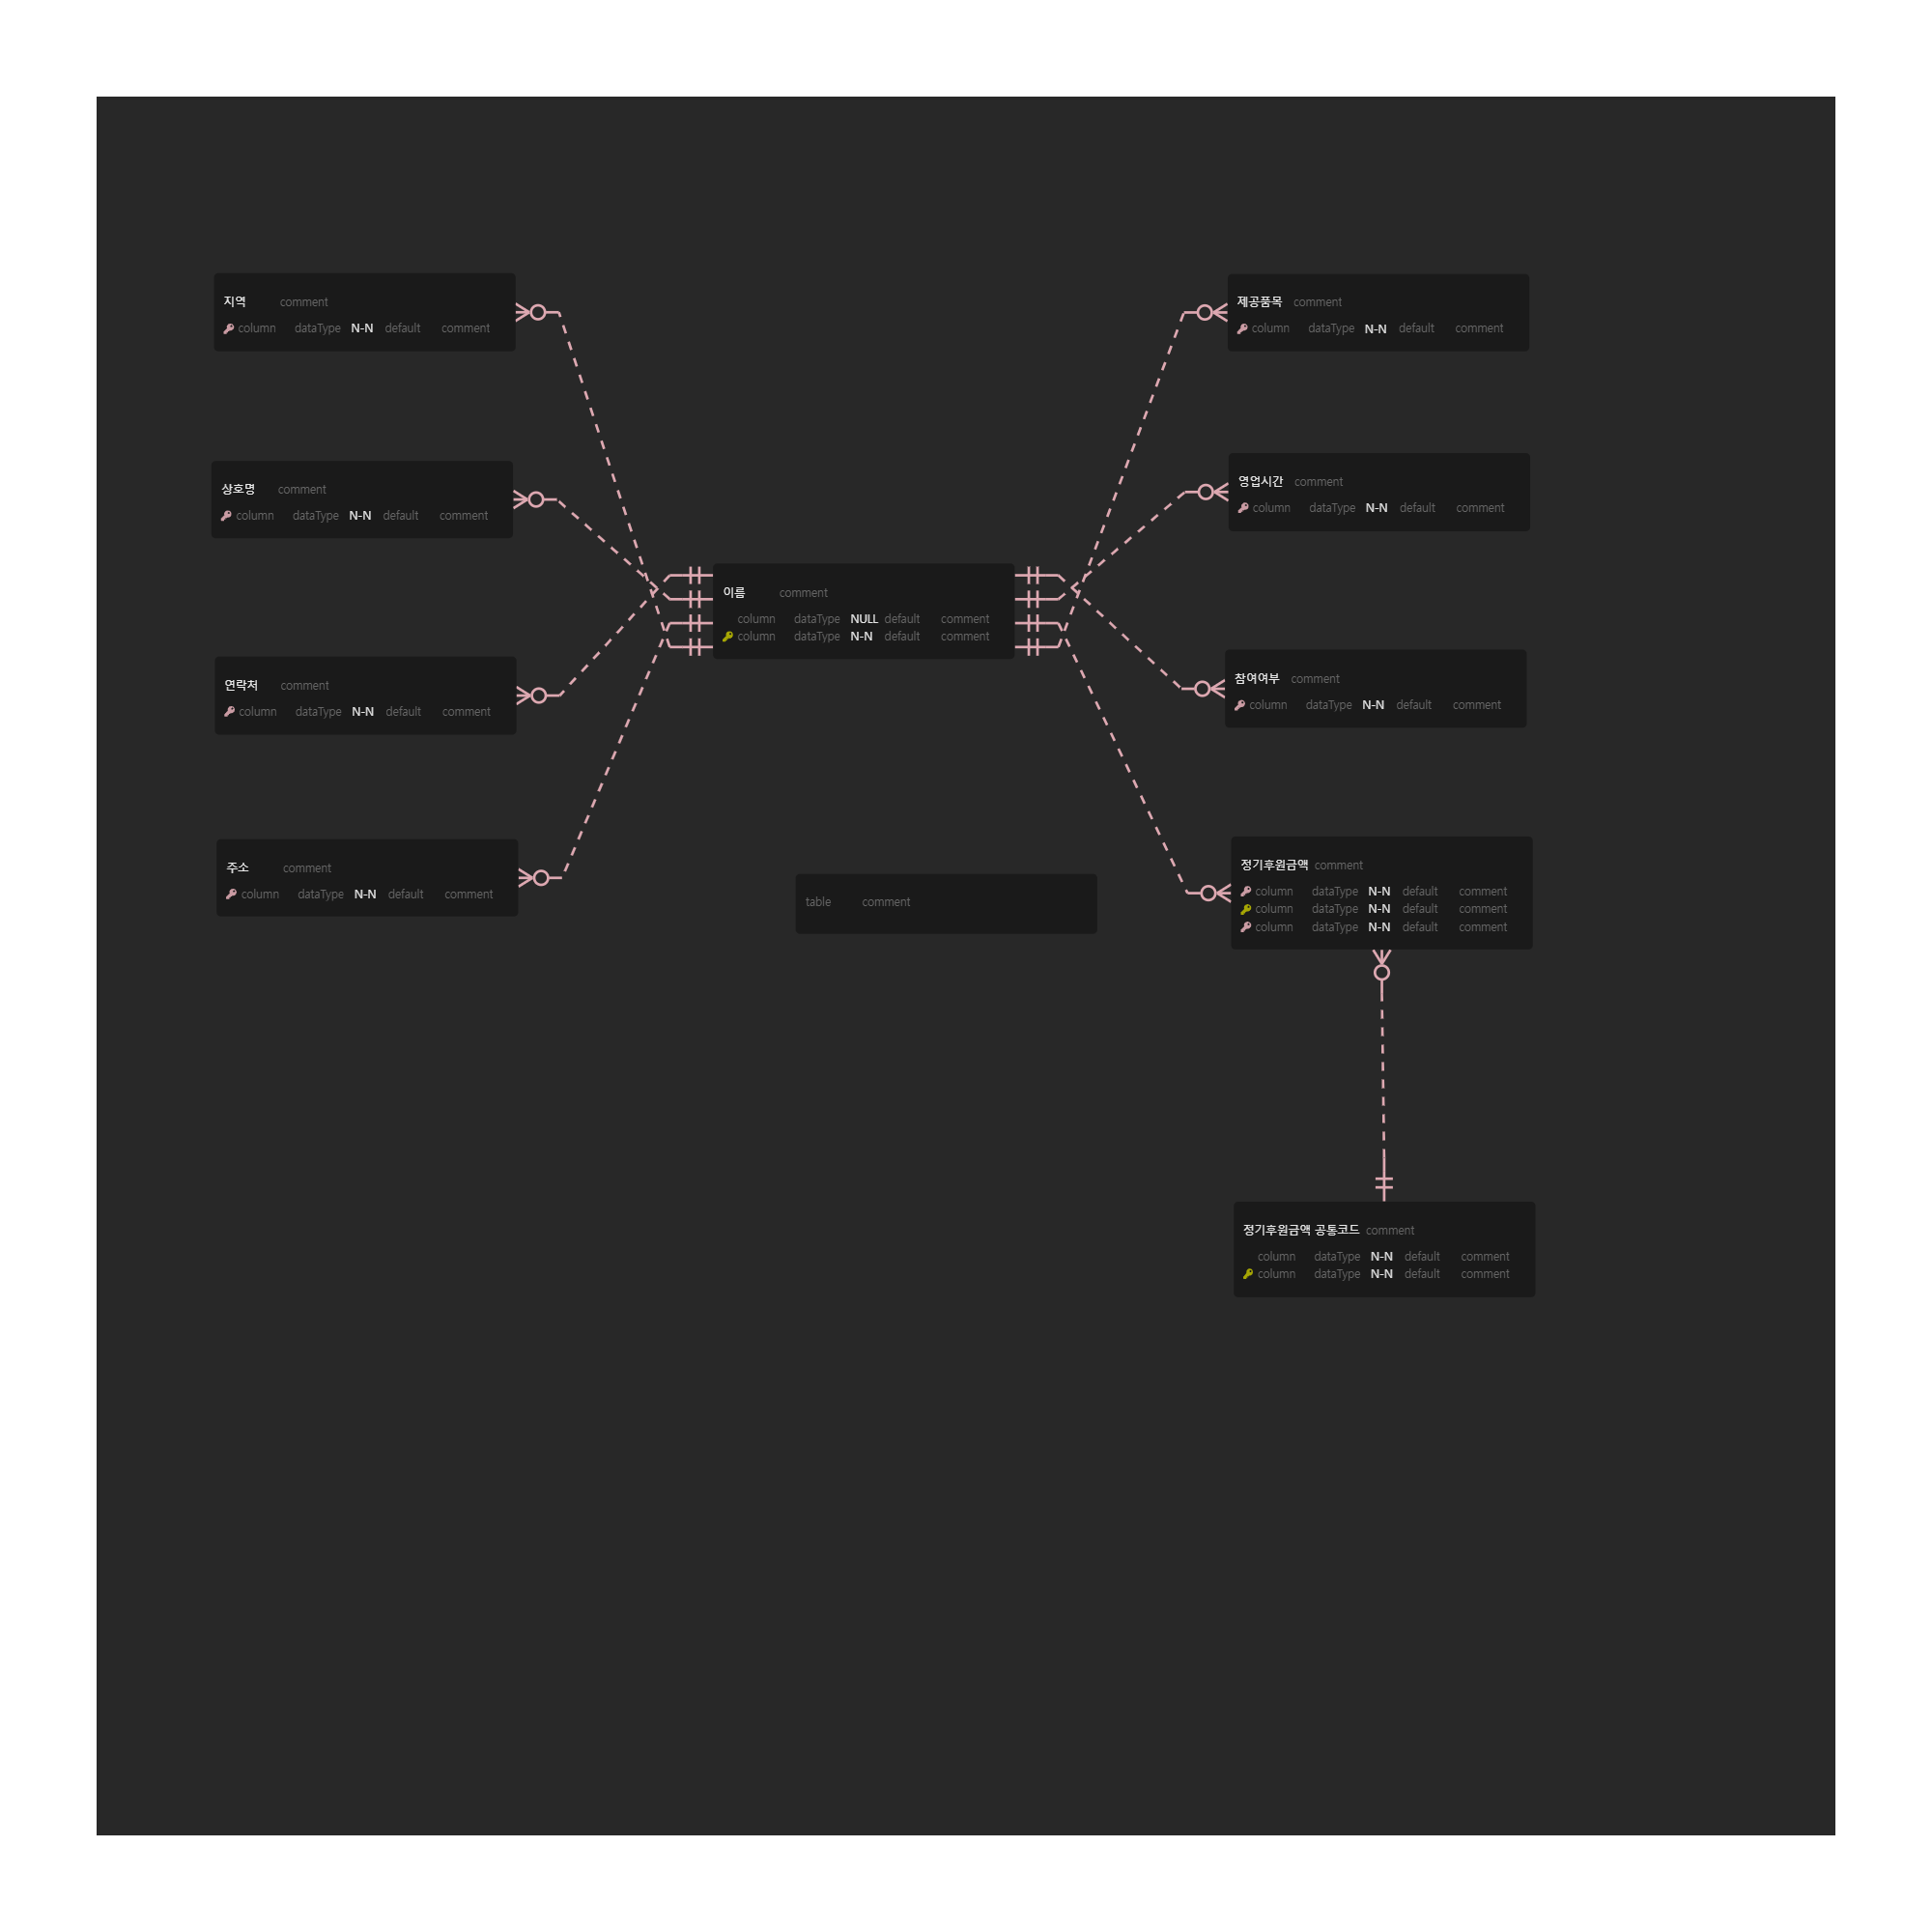 지역 comment
column dataType N-N default comment
제공품목 comment
column dataType N-N default comment
상호명 comment
column dataType N-N default comment
영업시간 comment
column dataType N-N default comment
이름 comment
column dataType NULL default comment
column dataType N-N default comment
연락처 comment
column dataType N-N default comment
참여여부 comment
column dataType N-N default comment
주소 comment
column dataType N-N default comment
table comment
정기후원금액 comment
column dataType N-N default comment
column dataType N-N default comment
column dataType N-N default comment
정기후원금액 공통코드 comment
column dataType N-N default comment
column dataType N-N default comment